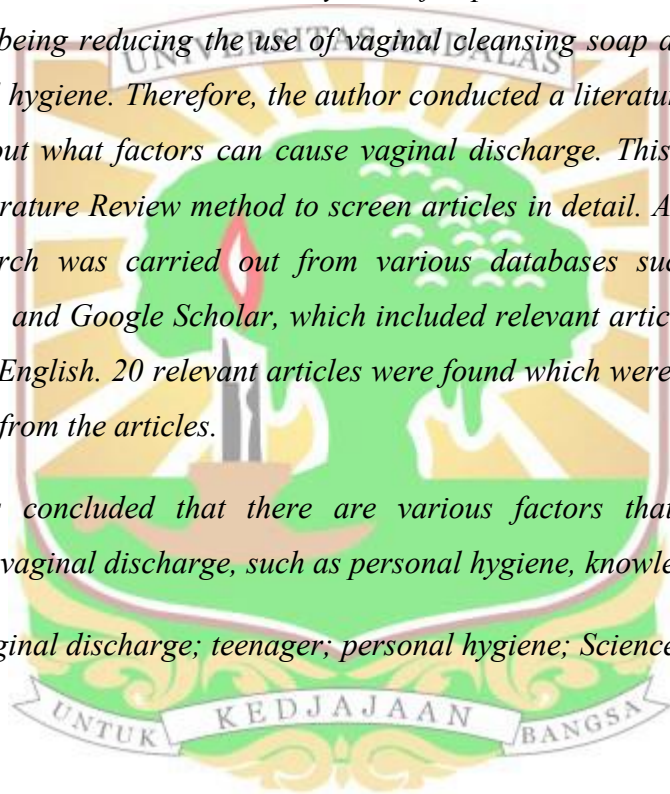 being reducing the use of vaginal cleansing soap a
UNIVERSITAS ANDALAS
hygiene. Therefore, the author conducted a literatu
out what factors can cause vaginal discharge. This
rature Review method to screen articles in detail. A
rch was carried out from various databases suc
and Google Scholar, which included relevant artic
English. 20 relevant articles were found which were
from the articles.
concluded that there are various factors that
vaginal discharge, such as personal hygiene, knowle
ginal discharge; teenager; personal hygiene; Science
UNTUK KEDJAJAAN BANGSA